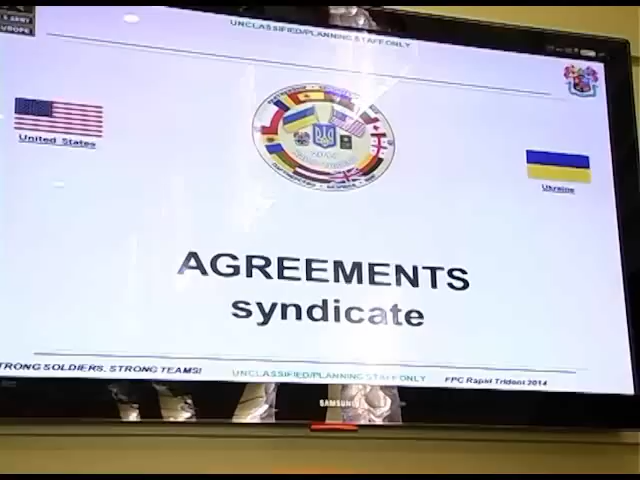 UNCLASSIFIED/PLANNING STAFF ONLY
United States
Ukraine
AGREEMENTS
syndicate
TRONG SOLDIERS, STRONG TEAMS!
UNCLASSIFIED/PLANNING STAFF ONLY
FPC Rapid Trident 2014
SAMSUNG